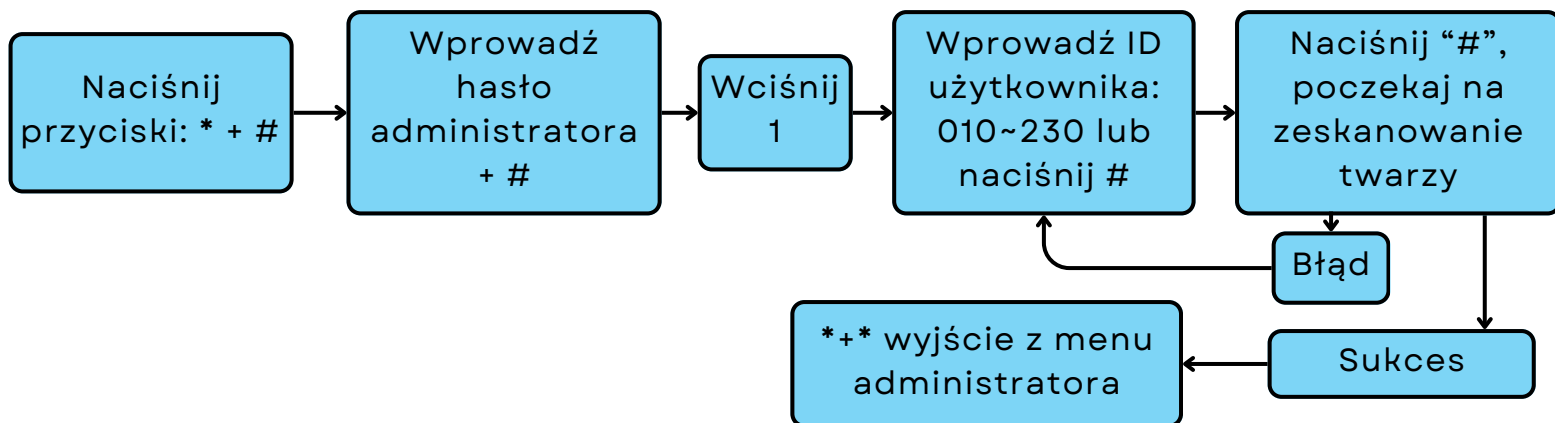 Naciśnij
przyciski: * + #
Wprowadź
hasło
administratora
+ #
Wciśnij
1
Wprowadź ID
użytkownika:
010~230 lub
naciśnij #
Naciśnij “#”,
poczekaj na
zeskanowanie
twarzy
Błąd
Sukces
*+* wyjście z menu
administratora